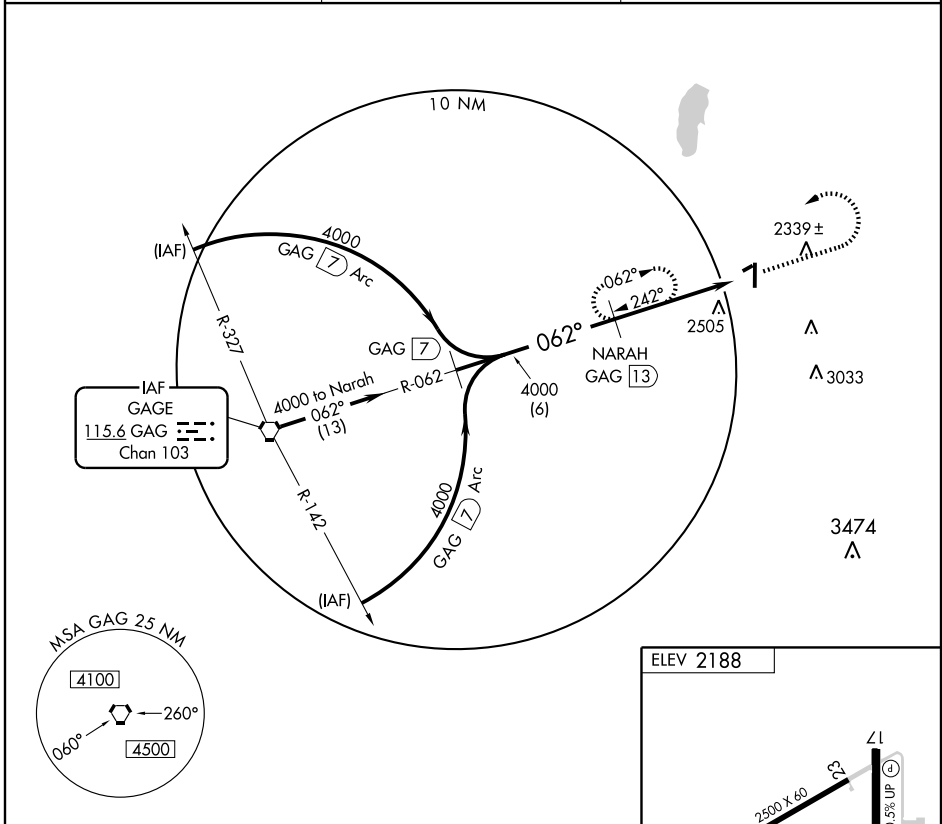 10 NM
2339 ±
(IAF)
4000
GAG 7 Arc
062°
242°
2505
R-327
GAG 7
062°
NARAH
GAG 13
3033
IAF
GAGE
115.6 GAG
Chan 103
4000 to Narah
062°
(13)
R-062
4000
(6)
R-142
4000
GAG 7 Arc
3474
(IAF)
MSA GAG 25 NM
4100
260°
060°
4500
ELEV 2188
17
23
P
2500 X 60
0.5% UP